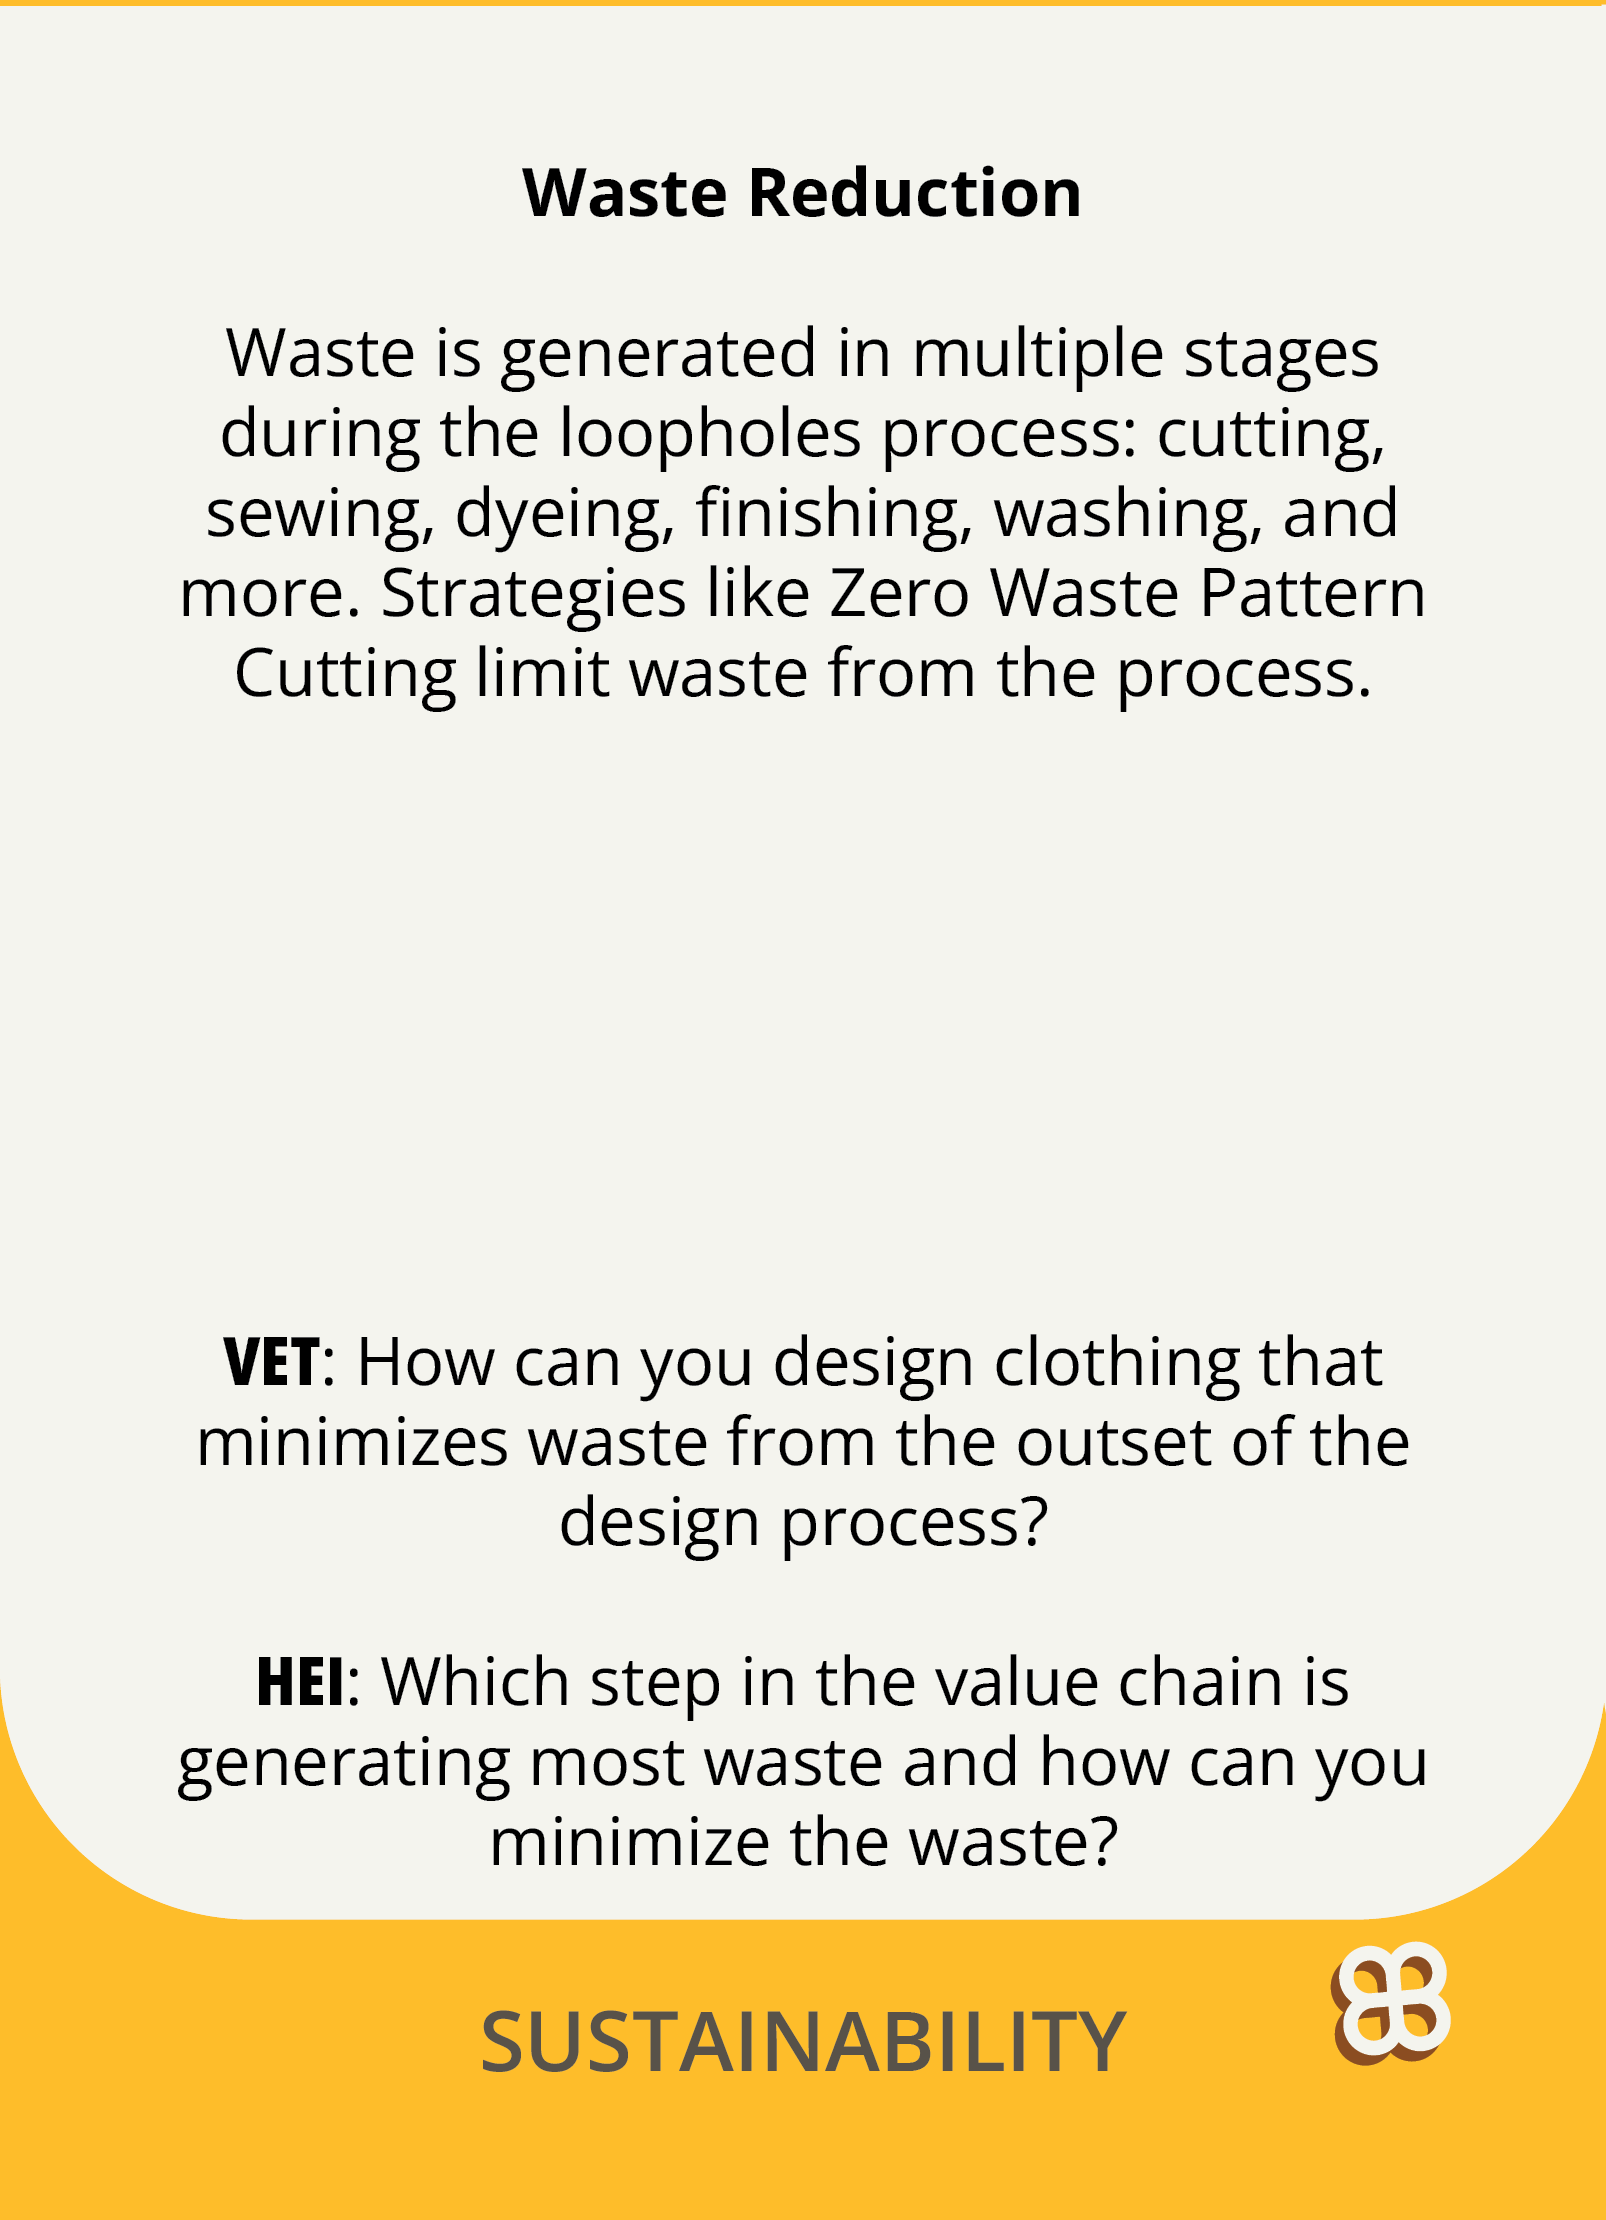 Waste Reduction
Waste is generated in multiple stages
during the loopholes process: cutting,
sewing, dyeing, finishing, washing, and
more. Strategies like Zero Waste Pattern
Cutting limit waste from the process.
VET: How can you design clothing that
minimizes waste from the outset of the
design process?
HEI: Which step in the value chain is
generating most waste and how can you
minimize the waste?
SUSTAINABILITY